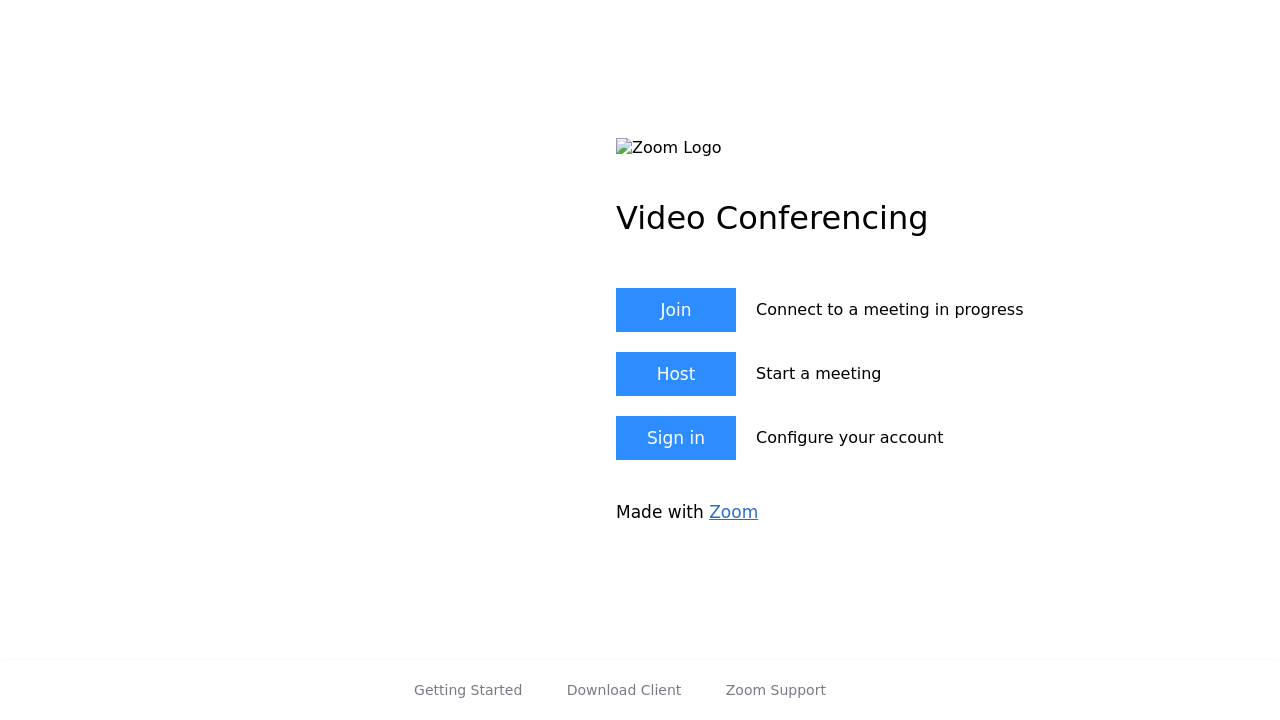 Zoom Logo
Video Conferencing
Join Connect to a meeting in progress
Host Start a meeting
Sign in Configure your account
Made with Zoom
Getting Started Download Client Zoom Support